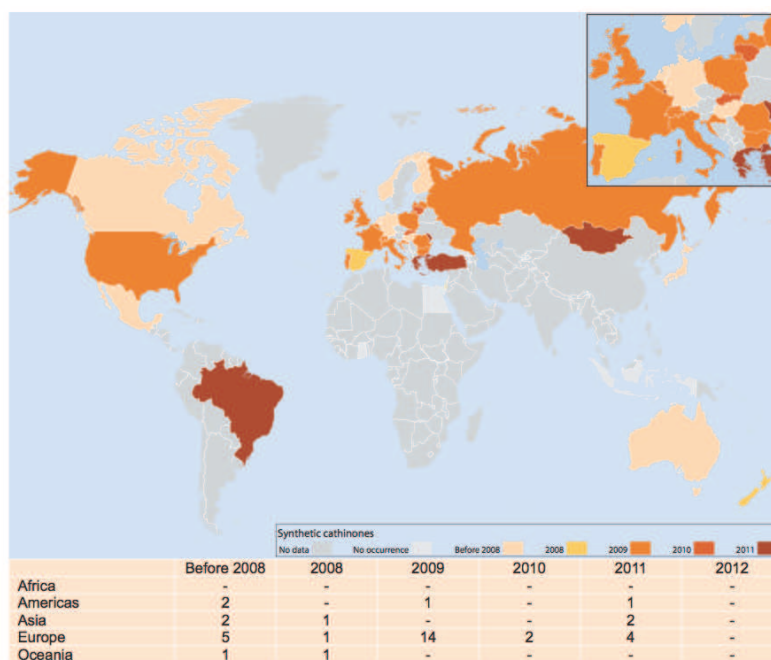 Synthetic cathinones
No data No occurrence Before 2008 2008 2009 2010 2011
Before 2008 2008 2009 2010 2011 2012
Africa - - - - - -
Americas 2 - 1 - 1 -
Asia 2 1 - - 2 -
Europe 5 1 14 2 4 -
Oceania 1 1 - - - -